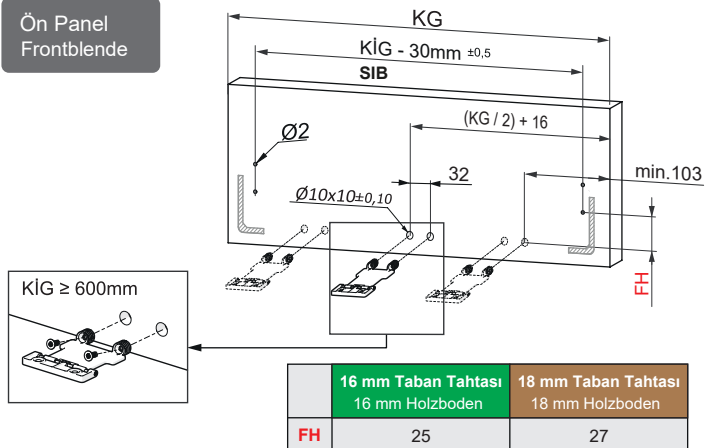 Ön Panel
Frontblende
KG
KİG - 30mm ±0,5
SIB
(KG / 2) + 16
Ø2
32
min.103
Ø10x10±0,10
FH
KİG ≥ 600mm
16 mm Taban Tahtası
16 mm Holzboden
18 mm Taban Tahtası
18 mm Holzboden
FH 25 27